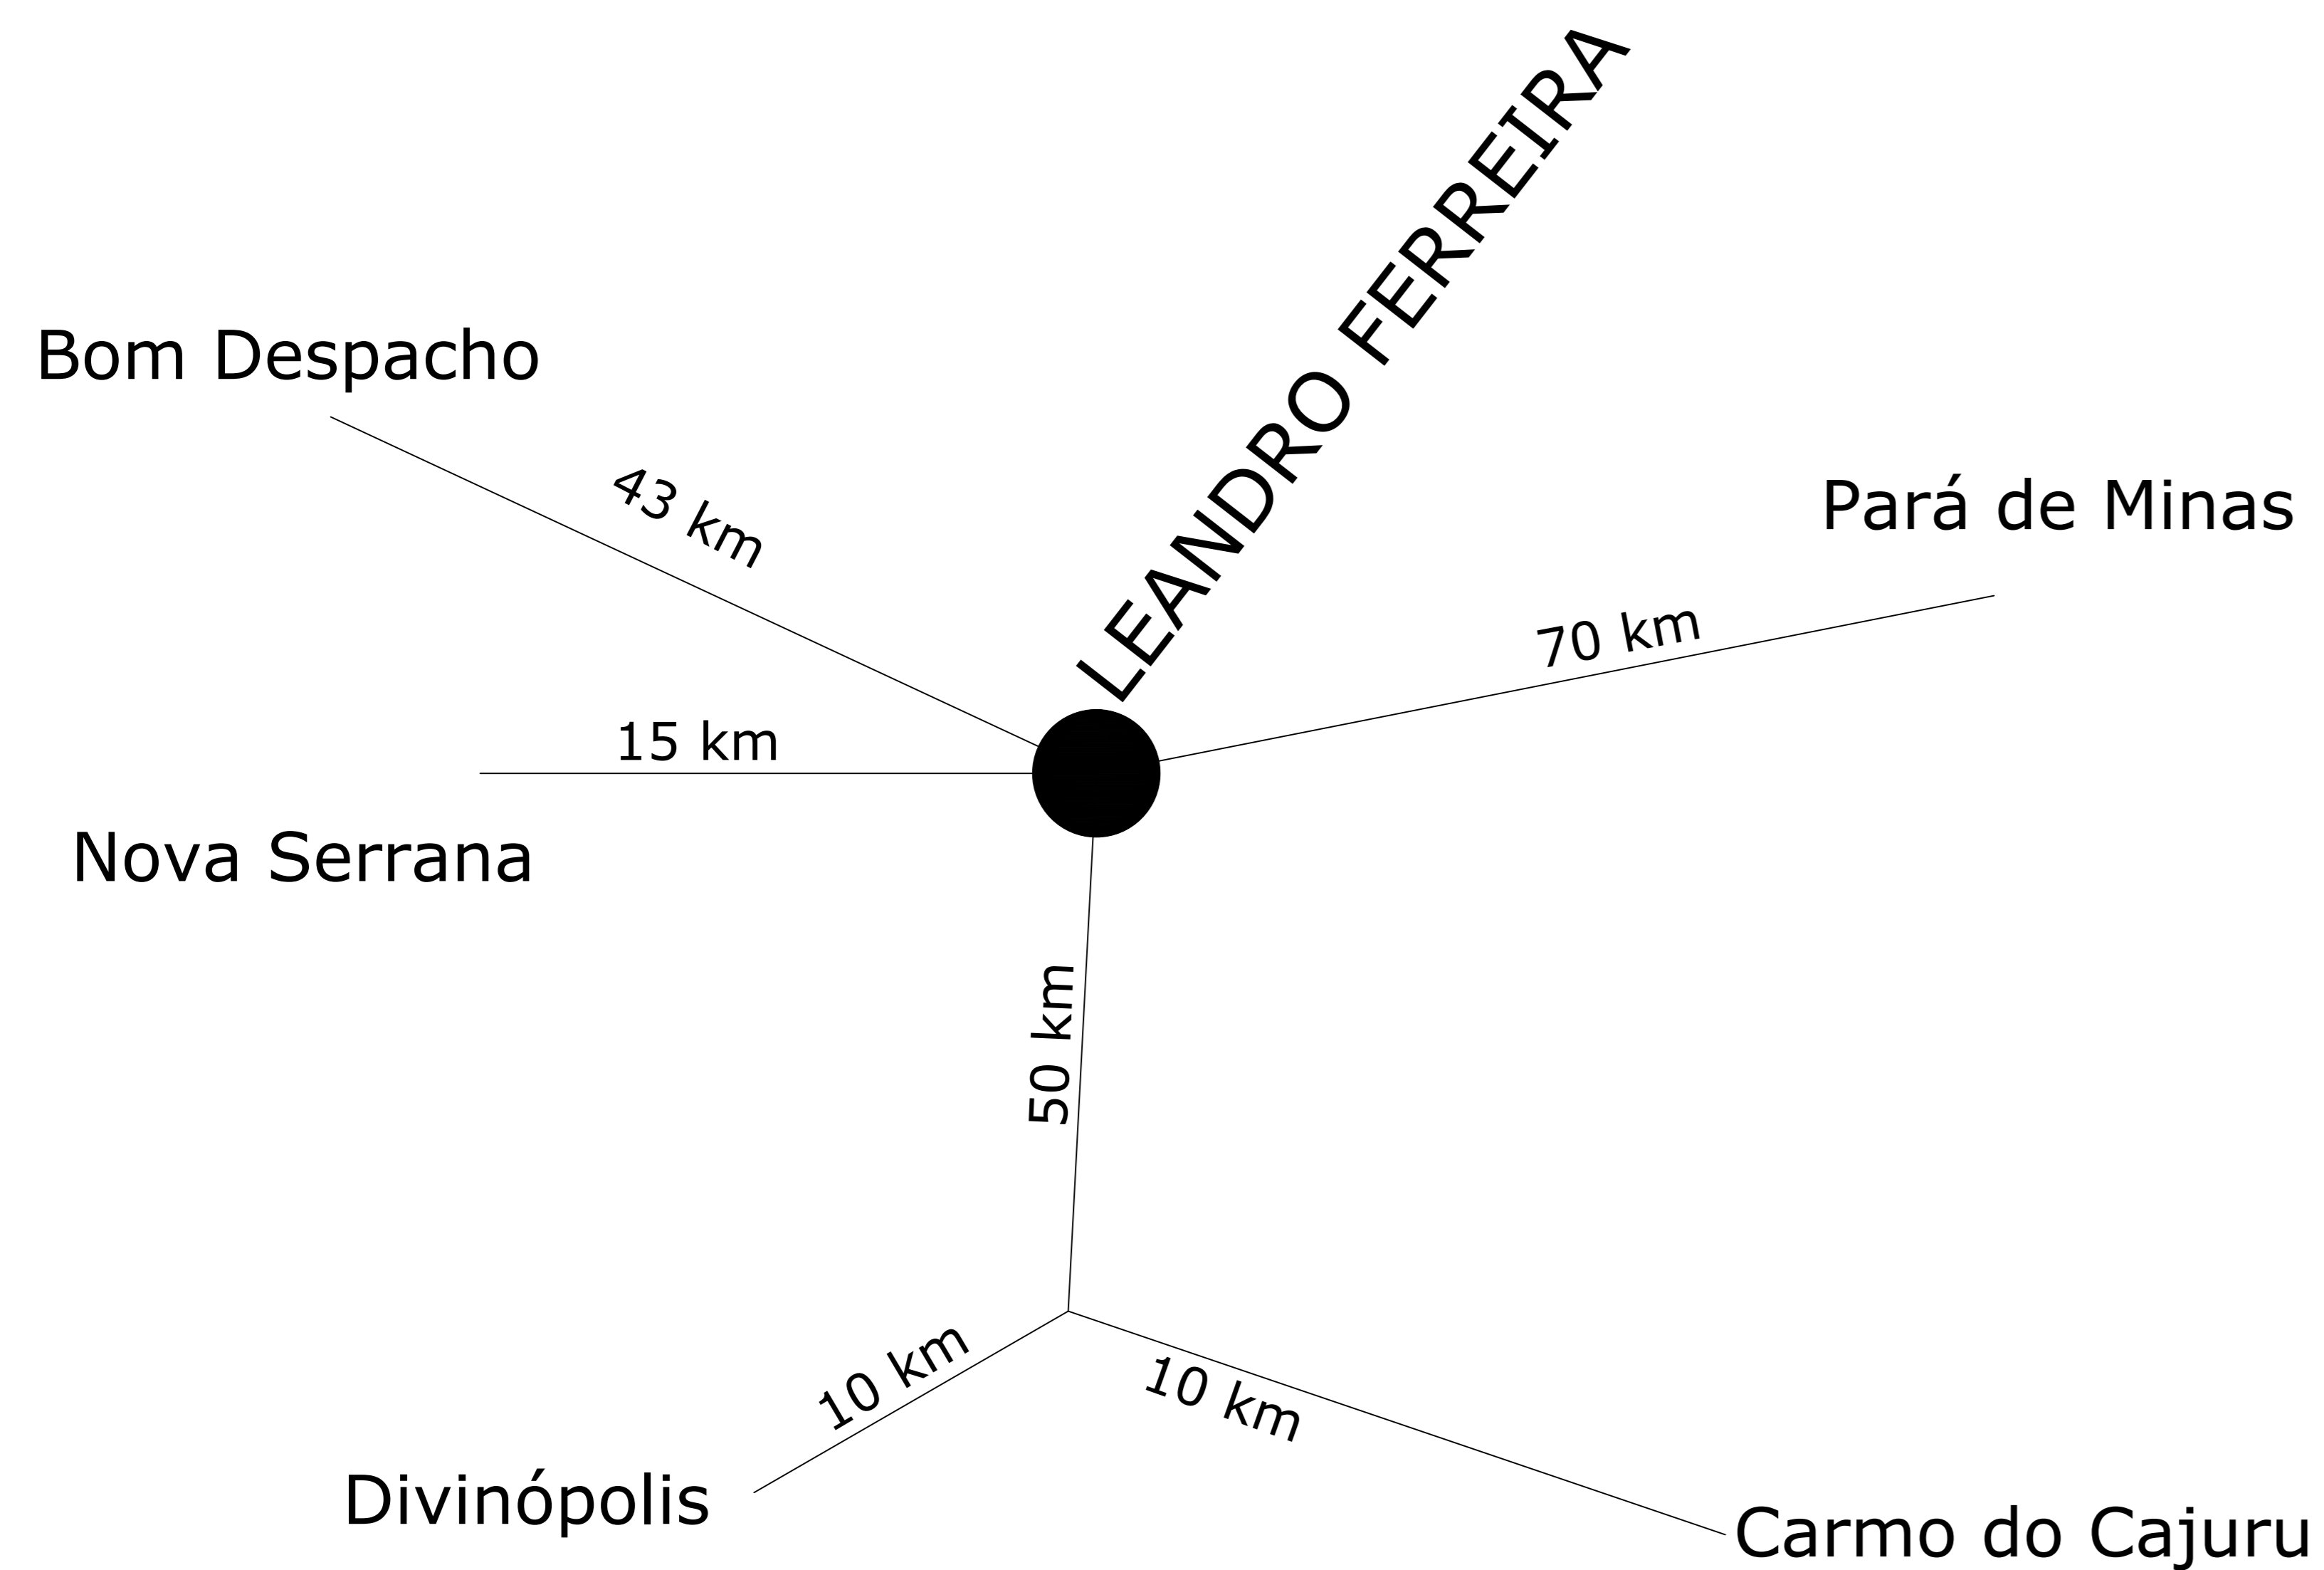 LEANDRO FERREIRA
Bom Despacho
43 km
Pará de Minas
70 km
15 km
Nova Serrana
50 km
10 km
10 km
Divinópolis
Carmo do Cajuru